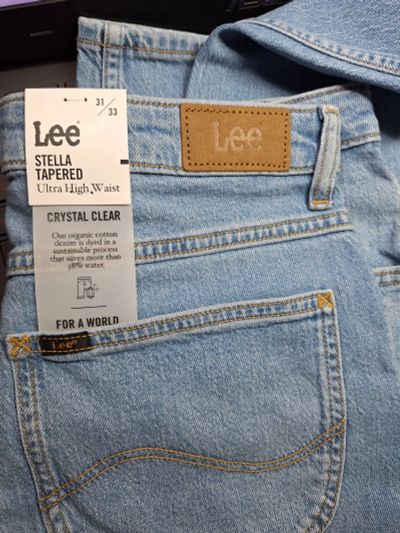 31
33
Lee
Lee
STELLA
TAPERED
Ultra High Waist
CRYSTAL CLEAR
Our organic cotton
denim is dyed in a
sustainable process
that saves more than
58% water.
FOR A WORLD
Lee